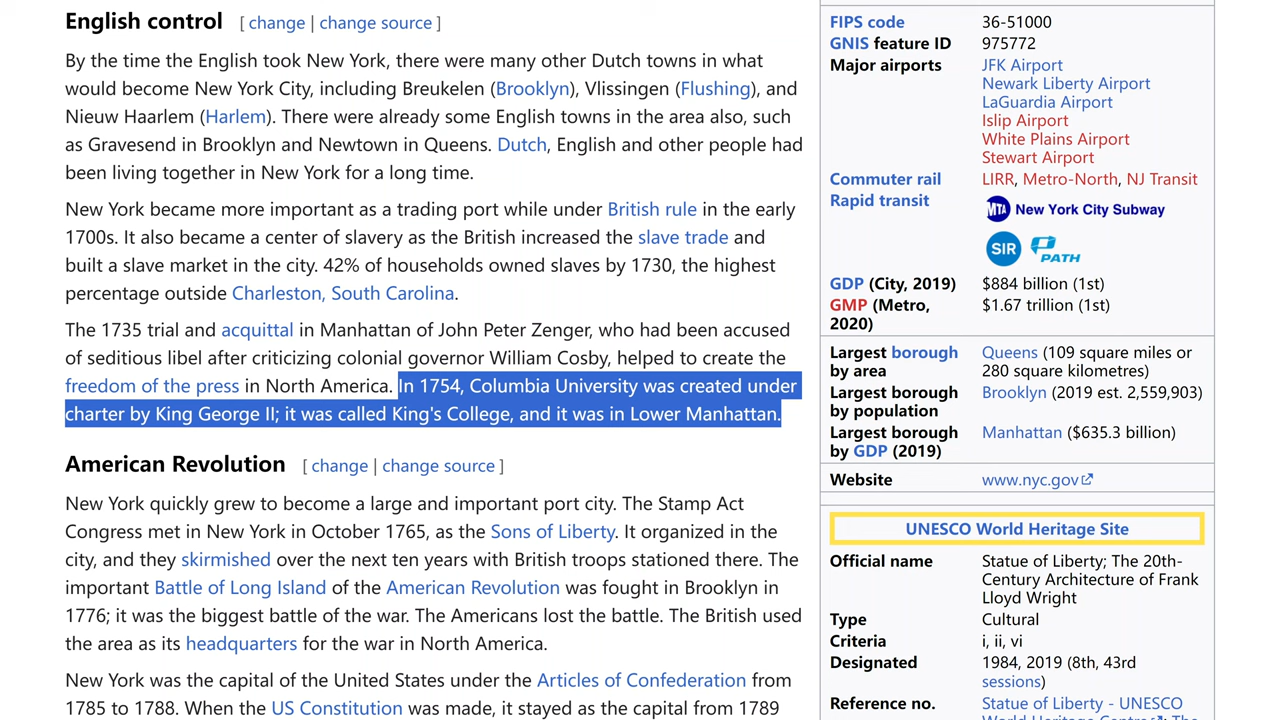 English control [ change | change source ]
By the time the English took New York, there were many other Dutch towns in what
would become New York City, including Breukelen (Brooklyn), Vlissingen (Flushing), and
Nieuw Haarlem (Harlem). There were already some English towns in the area also, such
as Gravesend in Brooklyn and Newtown in Queens. Dutch, English and other people had
been living together in New York for a long time.
New York became more important as a trading port while under British rule in the early
1700s. It also became a center of slavery as the British increased the slave trade and
built a slave market in the city. 42% of households owned slaves by 1730, the highest
percentage outside Charleston, South Carolina.
The 1735 trial and acquittal in Manhattan of John Peter Zenger, who had been accused
of seditious libel after criticizing colonial governor William Cosby, helped to create the
freedom of the press in North America. In 1754, Columbia University was created under
charter by King George II; it was called King's College, and it was in Lower Manhattan.
American Revolution [ change | change source ]
New York quickly grew to become a large and important port city. The Stamp Act
Congress met in New York in October 1765, as the Sons of Liberty. It organized in the
city, and they skirmished over the next ten years with British troops stationed there. The
important Battle of Long Island of the American Revolution was fought in Brooklyn in
1776; it was the biggest battle of the war. The Americans lost the battle. The British used
the area as its headquarters for the war in North America.
New York was the capital of the United States under the Articles of Confederation from
1785 to 1788. When the US Constitution was made, it stayed as the capital from 1789
FIPS code 36-51000
GNIS feature ID 975772
Major airports JFK Airport
Newark Liberty Airport
LaGuardia Airport
Islip Airport
White Plains Airport
Stewart Airport
Commuter rail LIRR, Metro-North, NJ Transit
Rapid transit MTA New York City Subway
SIR PATH
GDP (City, 2019) $884 billion (1st)
GMP (Metro, $1.67 trillion (1st)
2020)
Largest borough Queens (109 square miles or
by area 280 square kilometres)
Largest borough Brooklyn (2019 est. 2,559,903)
by population
Largest borough Manhattan ($635.3 billion)
by GDP (2019)
Website www.nyc.gov
UNESCO World Heritage Site
Official name Statue of Liberty; The 20th-
Century Architecture of Frank
Lloyd Wright
Type Cultural
Criteria i, ii, vi
Designated 1984, 2019 (8th, 43rd
sessions)
Reference no. Statue of Liberty - UNESCO
World Heritage Centre; The